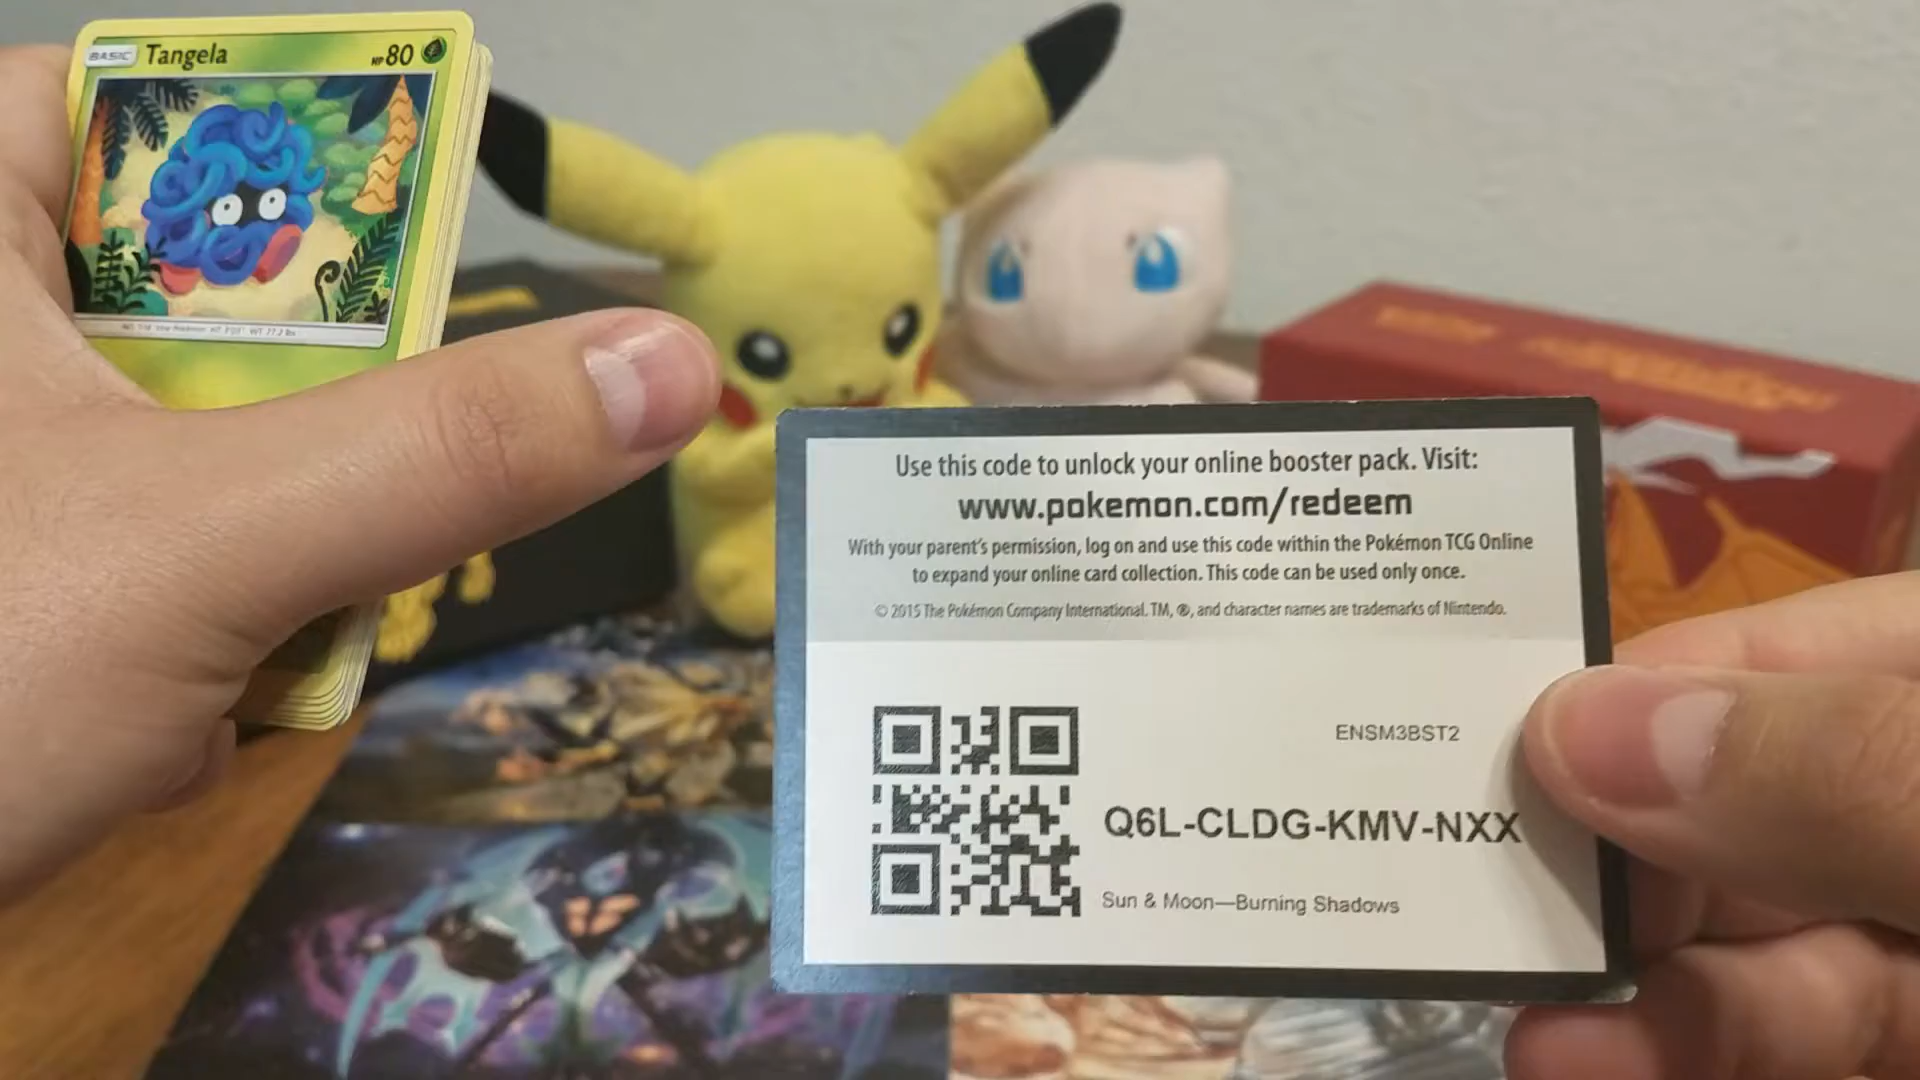 BASIC Tangela HP 80
Use this code to unlock your online booster pack. Visit:
www.pokemon.com/redeem
With your parent's permission, log on and use this code within the Pokémon TCG Online
to expand your online card collection. This code can be used only once.
© 2015 The Pokémon Company International. TM, ®, and character names are trademarks of Nintendo.
ENSM3BST2
Q6L-CLDG-KMV-NXX
Sun & Moon—Burning Shadows